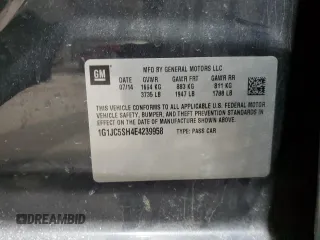 GM
MFD BY GENERAL MOTORS LLC
DATE GVWR GAWR FRT GAWR RR
07/14 1694 KG 883 KG 811 KG
3735 LB 1947 LB 1788 LB
THIS VEHICLE CONFORMS TO ALL APPLICABLE U.S. FEDERAL MOTOR
VEHICLE SAFETY, BUMPER, AND THEFT PREVENTION STANDARDS
IN EFFECT ON THE DATE OF MANUFACTURE SHOWN ABOVE.
1G1JC5SH4E4239958 TYPE: PASS CAR
DREAMBID